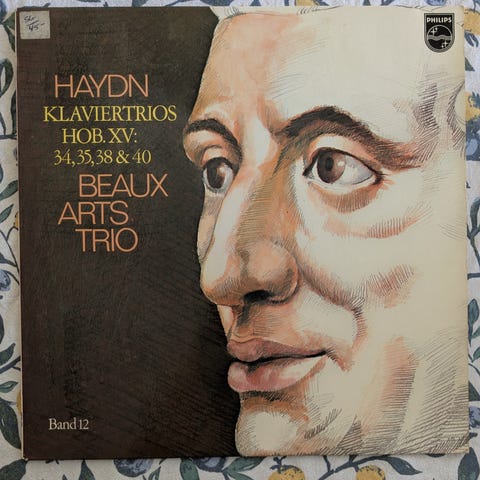 PHILIPS
HAYDN
KLAVIERTRIOS
HOB. XV:
34,35,38 & 40
BEAUX
ARTS
TRIO
Band 12